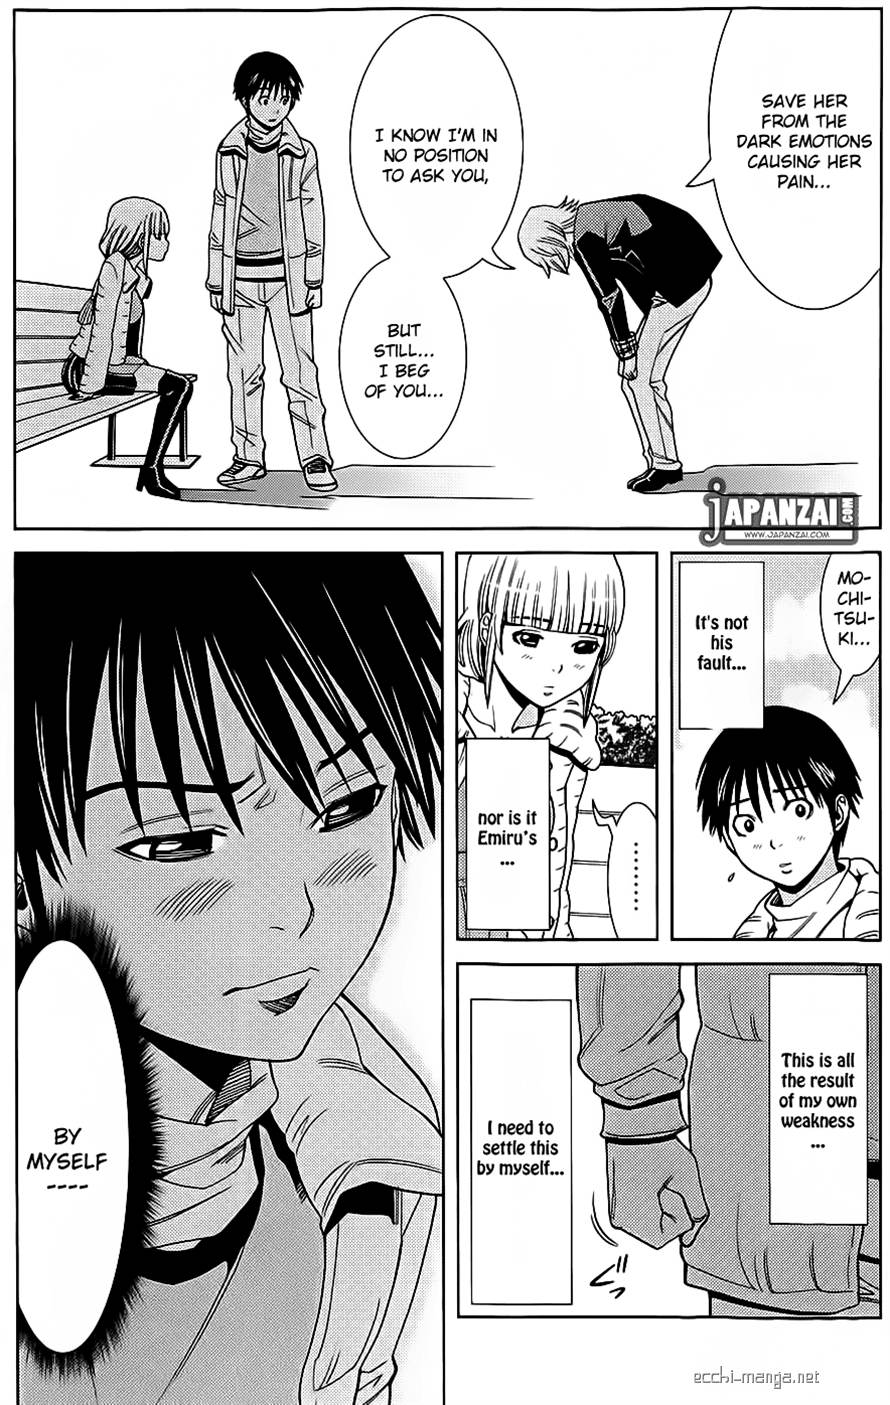 SAVE HER
FROM THE
DARK EMOTIONS
CAUSING HER
PAIN...
I KNOW I'M IN
NO POSITION
TO ASK YOU,
BUT
STILL...
I BEG
OF YOU...
JAPANZAI.COM
WWW.JAPANZAI.COM
MO-
CHI-
TSU-
KI...
It's not
his
fault...
nor is it
Emiru's
...
.........
This is all
the result
of my own
weakness
...
I need to
settle this
by myself...
BY
MYSELF
----
ecchi-manga.net